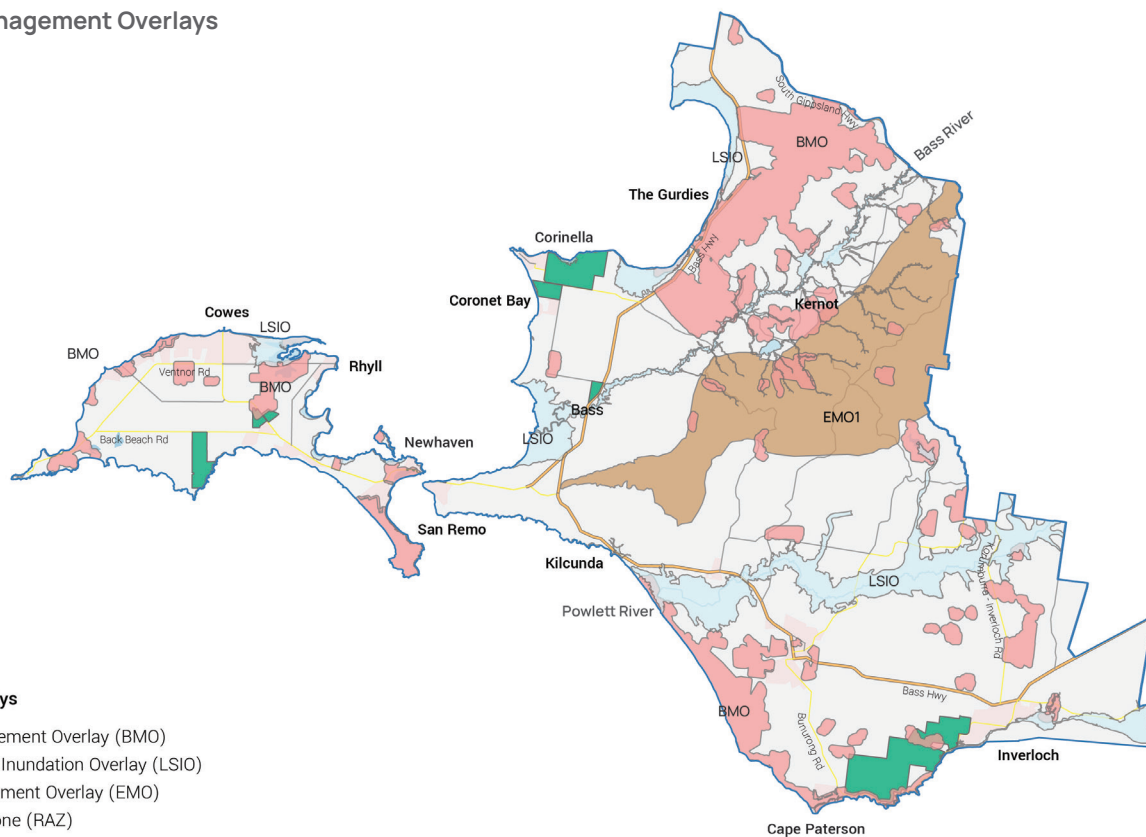 nagement Overlays
South Gippsland Hwy
BMO
Bass River
LSIO
The Gurdies
Bass Hwy
Corinella
Coronet Bay
Kernot
Cowes
LSIO
BMO
Ventnor Rd
Rhyll
BMO
EMO1
Bass
Back Beach Rd
LSIO
Newhaven
San Remo
Kilcunda
LSIO
Korumburra - Inverloch Rd
Powlett River
Bass Hwy
BMO
Bunurong Rd
Inverloch
Cape Paterson
ys
ement Overlay (BMO)
Inundation Overlay (LSIO)
ment Overlay (EMO)
one (RAZ)